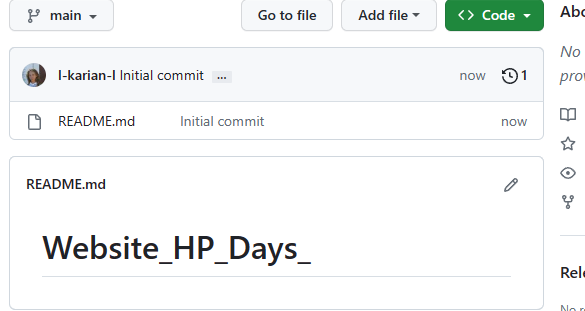 main
Go to file
Add file
<> Code
Abo
No
prov
l-karian-l Initial commit ...
now
1
README.md
Initial commit
now
README.md
Website_HP_Days_
Rele